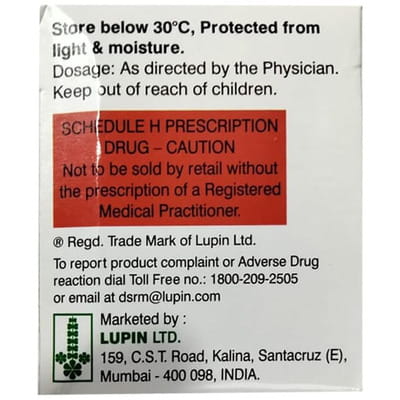 Store below 30°C, Protected from
light & moisture.
Dosage: As directed by the Physician.
Keep out of reach of children.
SCHEDULE H PRESCRIPTION
DRUG – CAUTION
Not to be sold by retail without
the prescription of a Registered
Medical Practitioner.
® Regd. Trade Mark of Lupin Ltd.
To report product complaint or Adverse Drug
reaction dial Toll Free no.: 1800-209-2505
or email at dsrm@lupin.com
Marketed by :
LUPIN LTD.
159, C.S.T. Road, Kalina, Santacruz (E),
Mumbai - 400 098, INDIA.